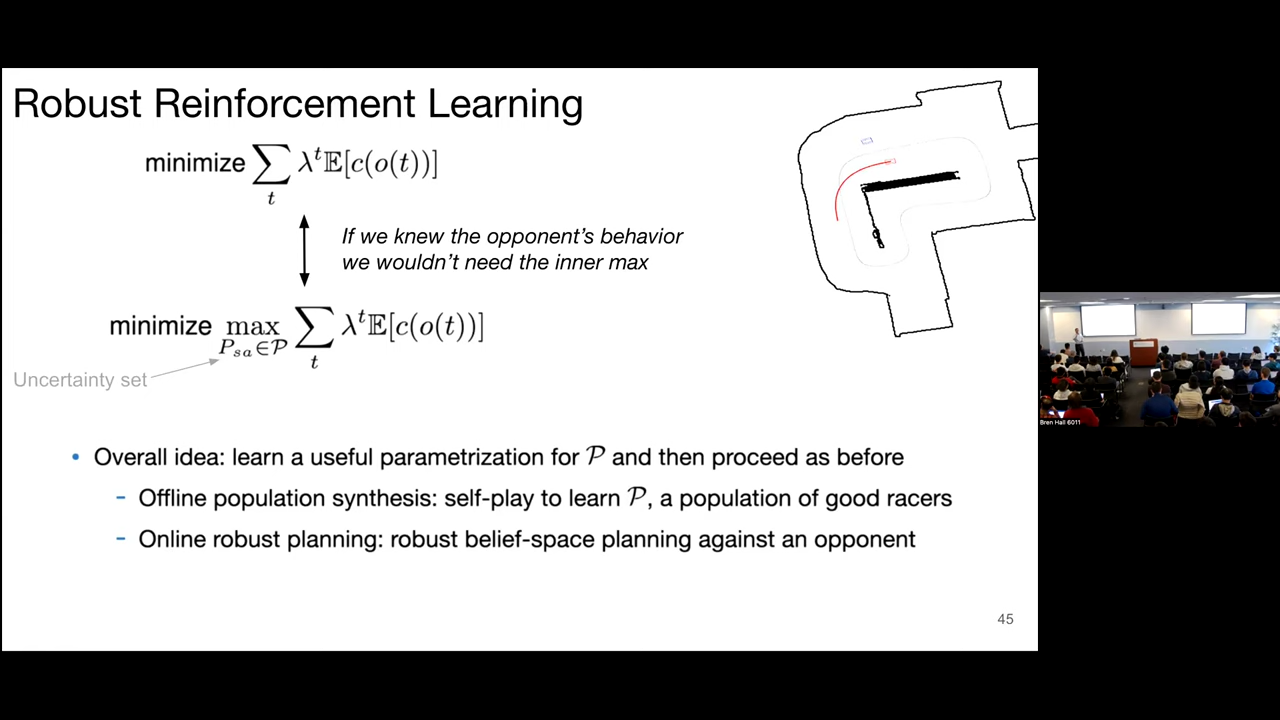 Robust Reinforcement Learning
minimize ∑_t λ^t 𝔼[c(o(t))]
If we knew the opponent's behavior
we wouldn't need the inner max
minimize max_{P_{sa}∈𝒫} ∑_t λ^t 𝔼[c(o(t))]
Uncertainty set
• Overall idea: learn a useful parametrization for 𝒫 and then proceed as before
- Offline population synthesis: self-play to learn 𝒫, a population of good racers
- Online robust planning: robust belief-space planning against an opponent
45
Bren Hall 6011